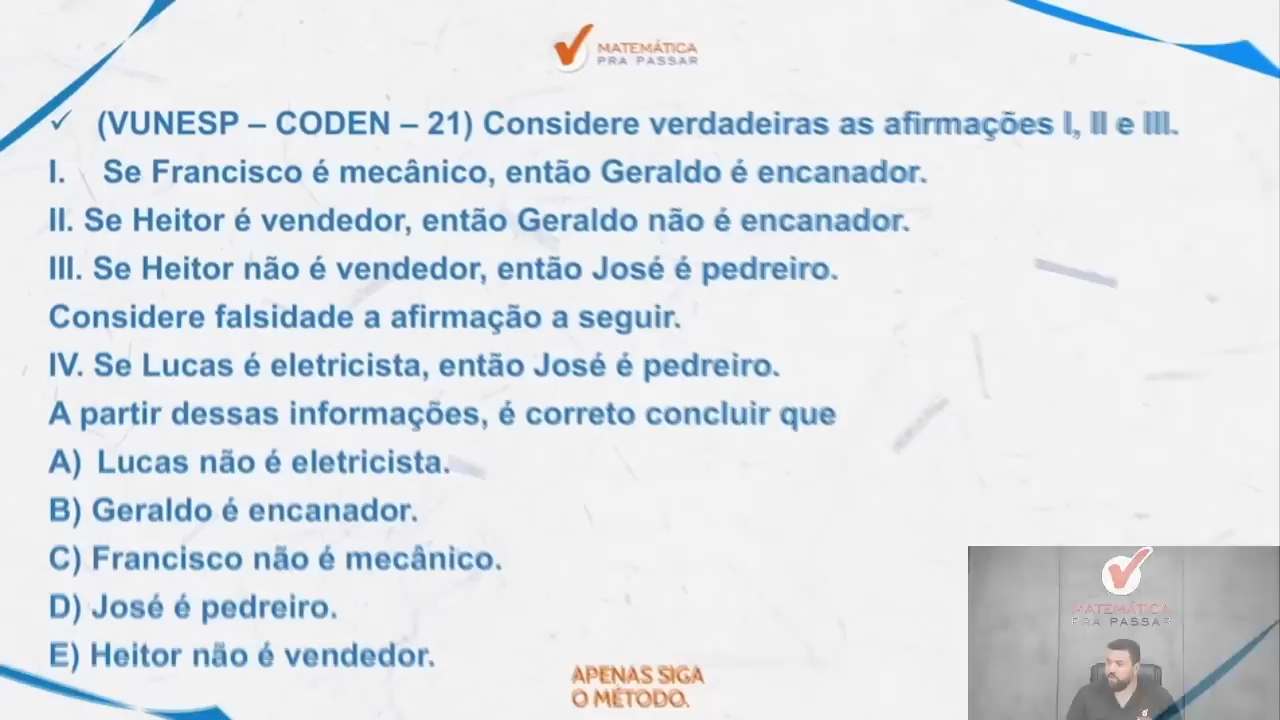 MATEMÁTICA
PRA PASSAR
(VUNESP – CODEN – 21) Considere verdadeiras as afirmações I, II e III.
I. Se Francisco é mecânico, então Geraldo é encanador.
II. Se Heitor é vendedor, então Geraldo não é encanador.
III. Se Heitor não é vendedor, então José é pedreiro.
Considere falsidade a afirmação a seguir.
IV. Se Lucas é eletricista, então José é pedreiro.
A partir dessas informações, é correto concluir que
A) Lucas não é eletricista.
B) Geraldo é encanador.
C) Francisco não é mecânico.
D) José é pedreiro.
E) Heitor não é vendedor.
APENAS SIGA
O MÉTODO.
MATEMÁTICA
PRA PASSAR